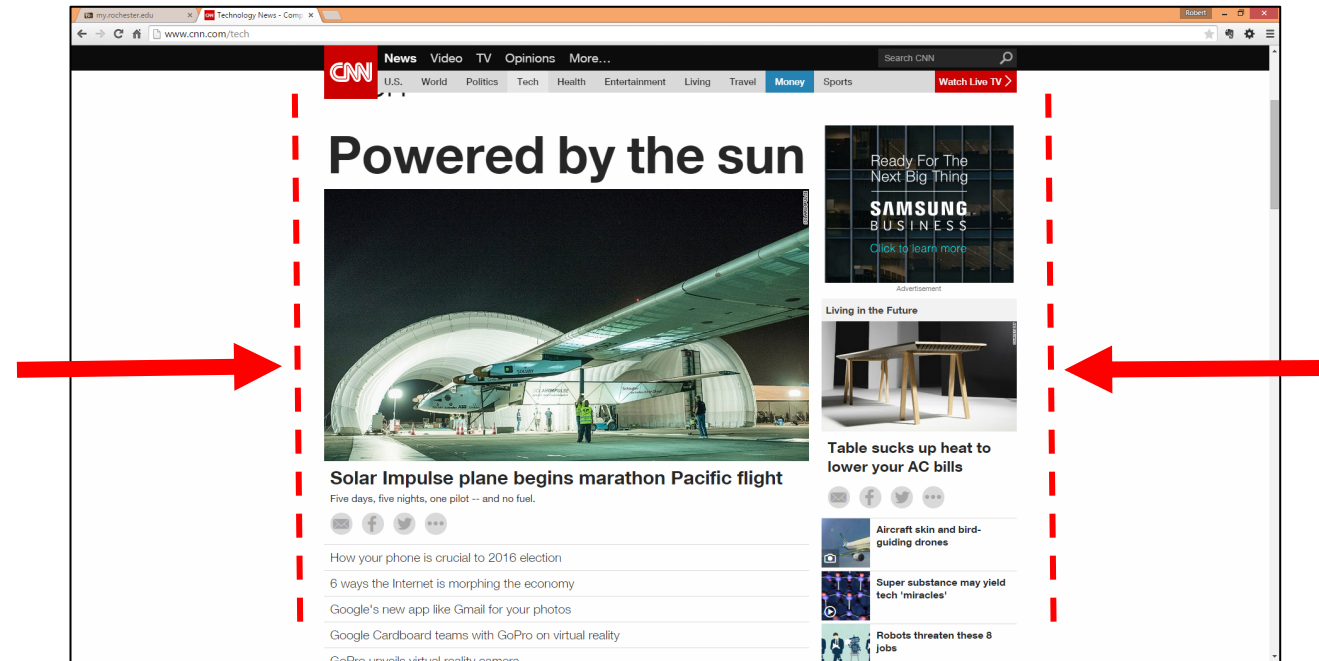 my.rochester.edu
CNN Technology News - Comp
Robert
www.cnn.com/tech
CNN
News Video TV Opinions More...
Search CNN
U.S. World Politics Tech Health Entertainment Living Travel Money Sports
Watch Live TV
Powered by the sun
Ready For The
Next Big Thing
SAMSUNG
BUSINESS
Click to learn more
Advertisement
Solar Impulse plane begins marathon Pacific flight
Five days, five nights, one pilot -- and no fuel.
How your phone is crucial to 2016 election
6 ways the Internet is morphing the economy
Google's new app like Gmail for your photos
Google Cardboard teams with GoPro on virtual reality
GoPro unveils virtual reality camera
Living in the Future
Table sucks up heat to
lower your AC bills
Aircraft skin and bird-
guiding drones
Super substance may yield
tech 'miracles'
Robots threaten these 8
jobs